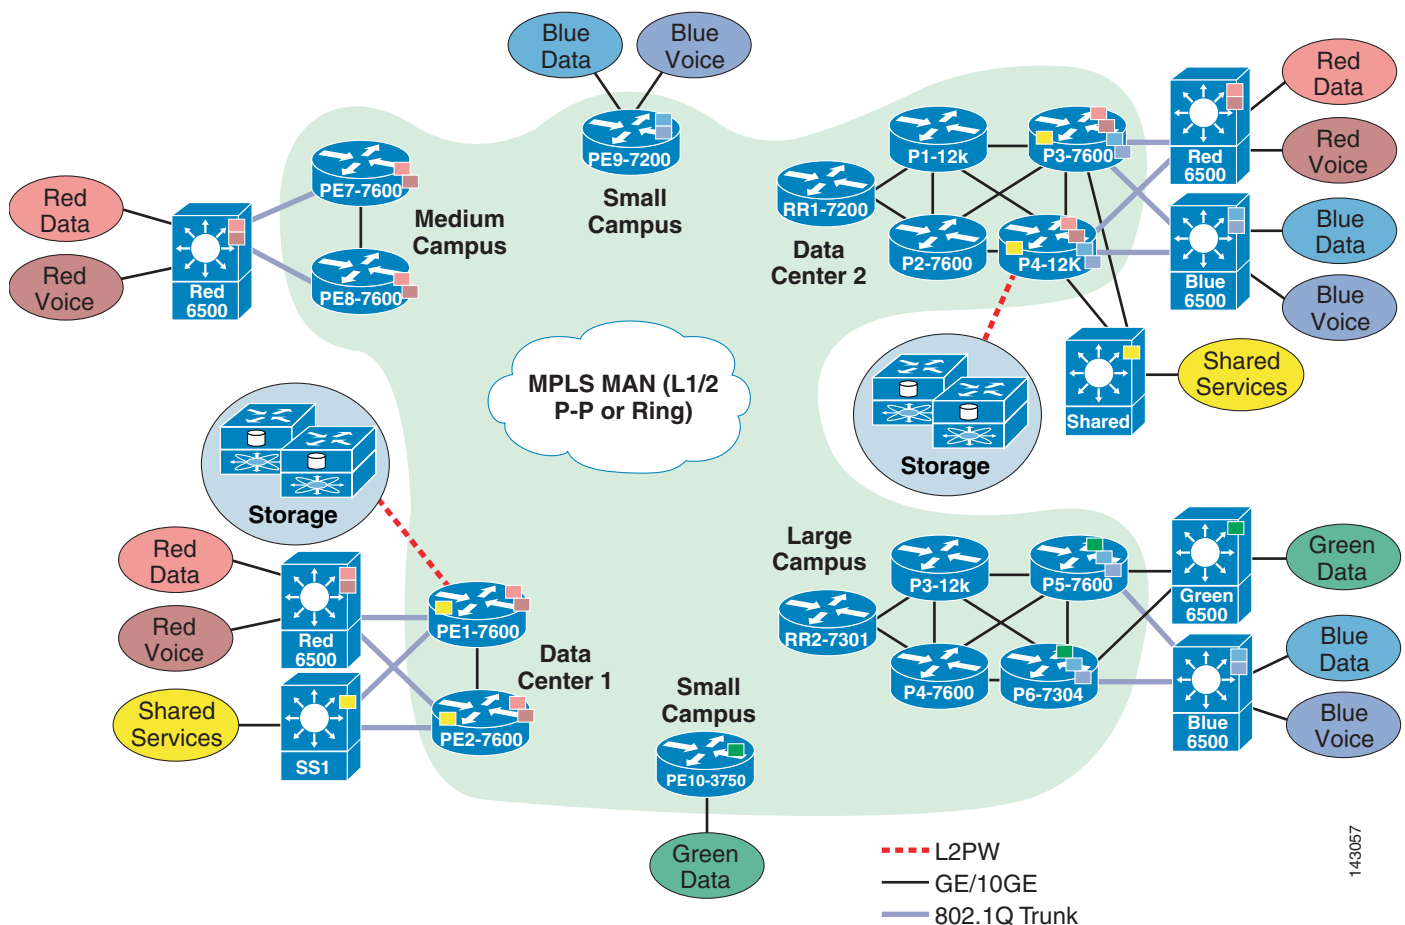 Blue
Data
Blue
Voice
PE9-7200
Small
Campus
Red
Data
Red
Voice
Red
6500
PE7-7600
PE8-7600
Medium
Campus
P1-12k
P3-7600
RR1-7200
P2-7600
P4-12K
Data
Center 2
Red
6500
Red
Data
Red
Voice
Blue
6500
Blue
Data
Blue
Voice
Shared
Shared
Services
Storage
MPLS MAN (L1/2
P-P or Ring)
Storage
Red
Data
Red
Voice
Red
6500
Shared
Services
SS1
PE1-7600
PE2-7600
Data
Center 1
Small
Campus
PE10-3750
Green
Data
Large
Campus
P3-12k
P5-7600
RR2-7301
P4-7600
P6-7304
Green
6500
Green
Data
Blue
6500
Blue
Data
Blue
Voice
L2PW
GE/10GE
802.1Q Trunk
143057